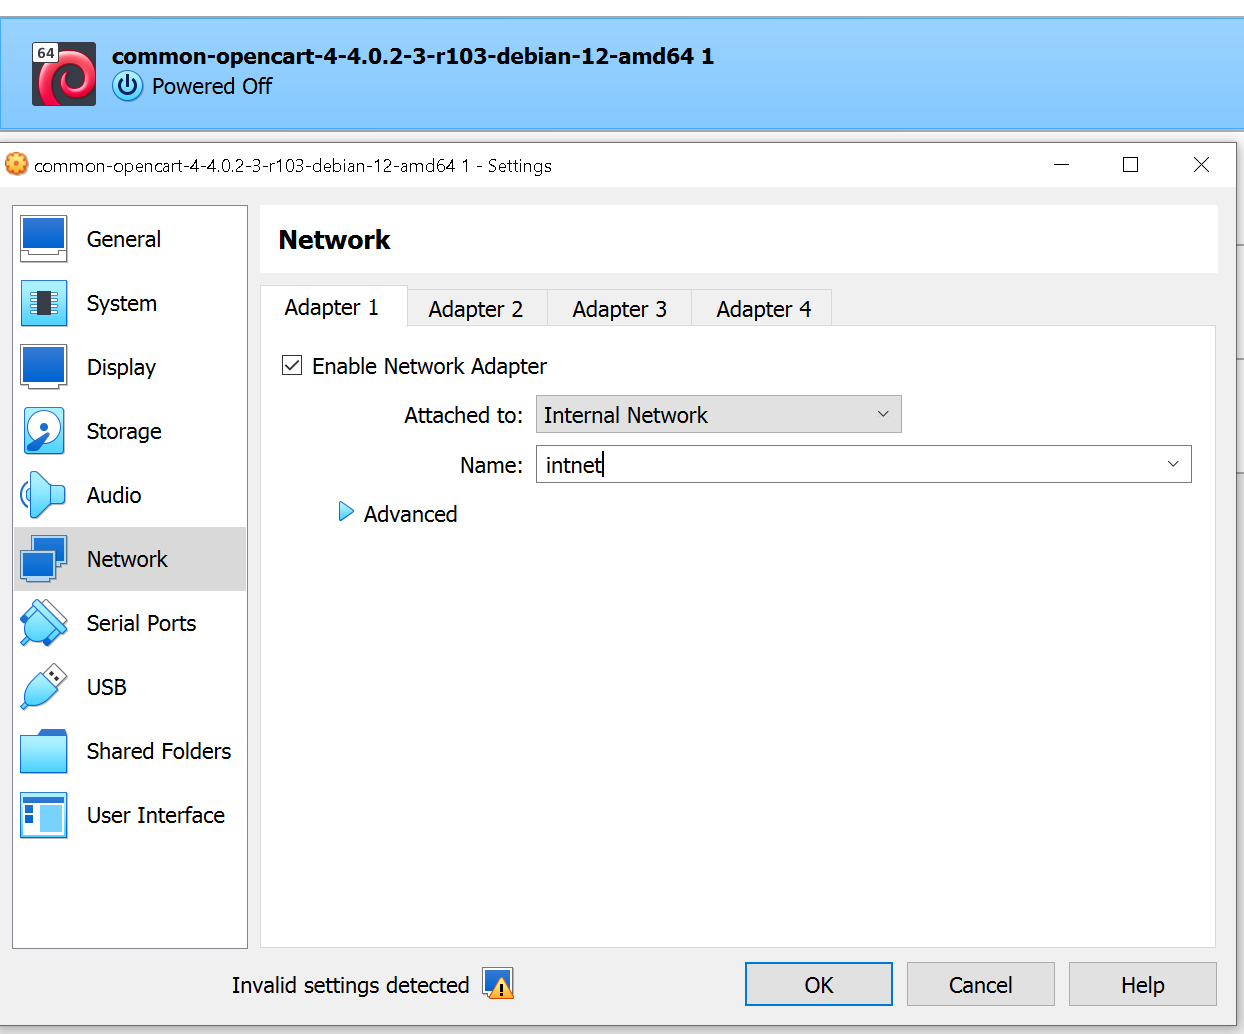 64
common-opencart-4-4.0.2-3-r103-debian-12-amd64 1
Powered Off
common-opencart-4-4.0.2-3-r103-debian-12-amd64 1 - Settings
General
System
Display
Storage
Audio
Network
Serial Ports
USB
Shared Folders
User Interface
Network
Adapter 1 Adapter 2 Adapter 3 Adapter 4
Enable Network Adapter
Attached to: Internal Network
Name: intnet
Advanced
Invalid settings detected
OK Cancel Help